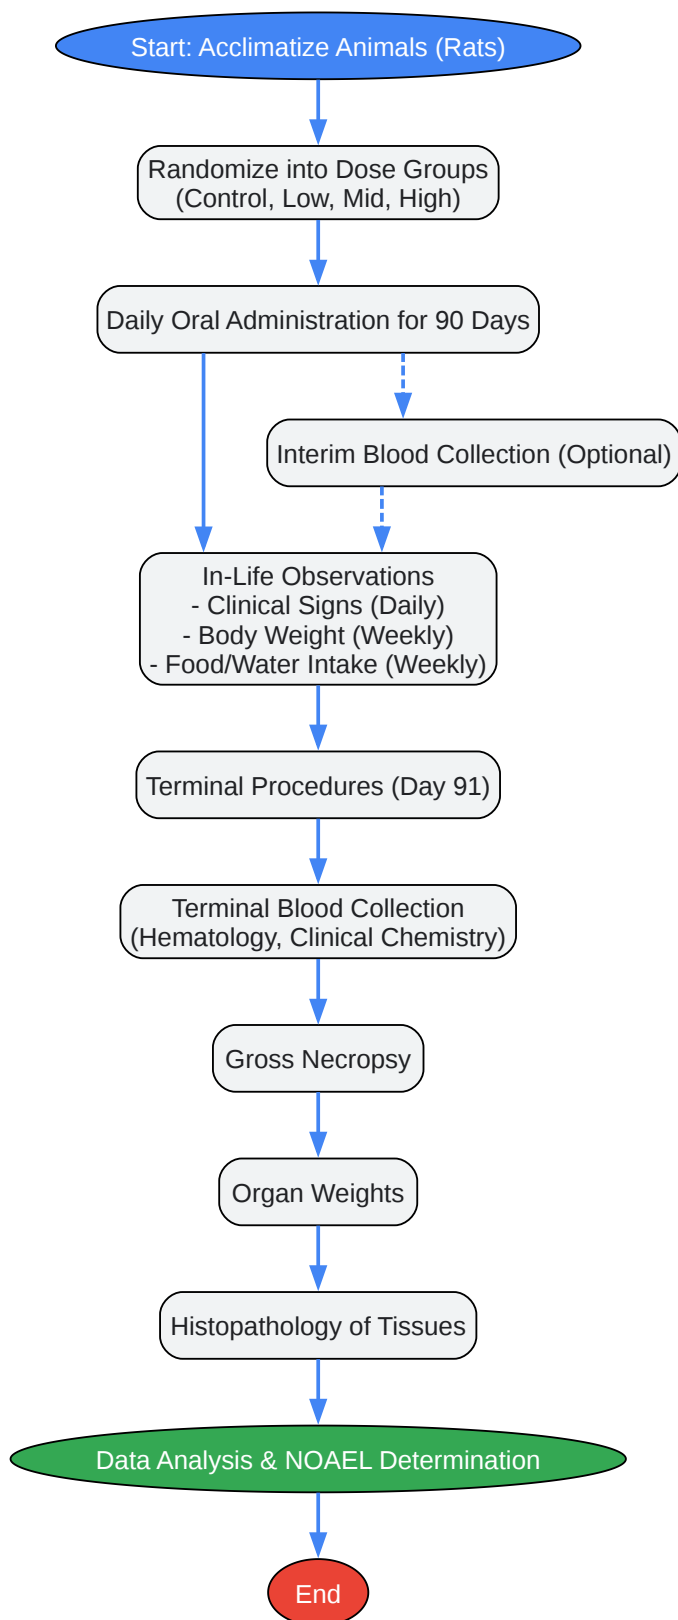 Start: Acclimatize Animals (Rats)
Randomize into Dose Groups
(Control, Low, Mid, High)
Daily Oral Administration for 90 Days
Interim Blood Collection (Optional)
In-Life Observations
- Clinical Signs (Daily)
- Body Weight (Weekly)
- Food/Water Intake (Weekly)
Terminal Procedures (Day 91)
Terminal Blood Collection
(Hematology, Clinical Chemistry)
Gross Necropsy
Organ Weights
Histopathology of Tissues
Data Analysis & NOAEL Determination
End